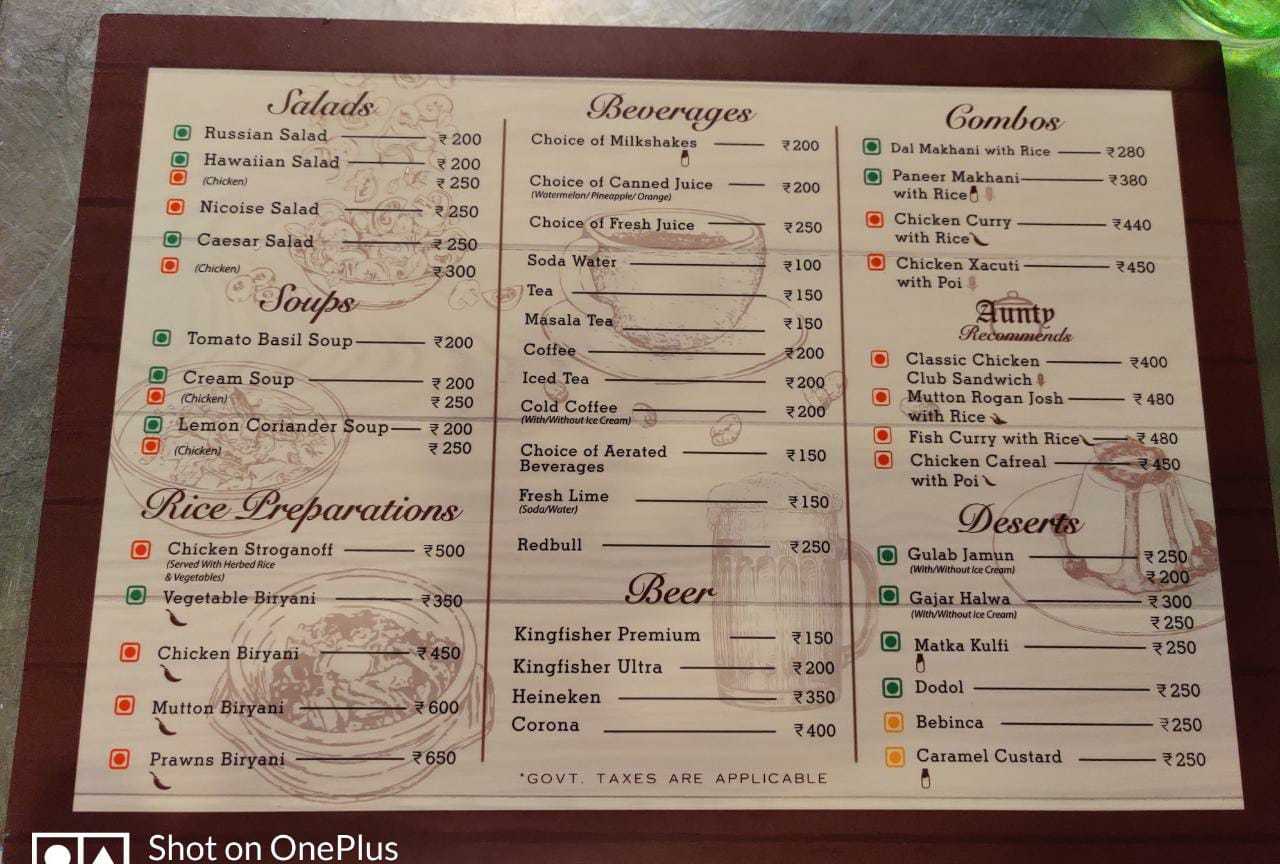 Salads
Russian Salad ₹ 200
Hawaiian Salad ₹ 200
(Chicken) ₹ 250
Nicoise Salad ₹ 250
Caesar Salad ₹ 250
(Chicken) ₹ 300
Soups
Tomato Basil Soup ₹200
Cream Soup ₹ 200
(Chicken) ₹ 250
Lemon Coriander Soup ₹ 200
(Chicken) ₹ 250
Rice Preparations
Chicken Stroganoff ₹500
(Served With Herbed Rice
& Vegetables)
Vegetable Biryani ₹350
Chicken Biryani ₹450
Mutton Biryani ₹600
Prawns Biryani ₹650
Beverages
Choice of Milkshakes ₹200
Choice of Canned Juice ₹200
(Watermelon/ Pineapple/ Orange)
Choice of Fresh Juice ₹250
Soda Water ₹100
Tea ₹150
Masala Tea ₹150
Coffee ₹200
Iced Tea ₹200
Cold Coffee ₹200
(With/Without Ice Cream)
Choice of Aerated ₹150
Beverages
Fresh Lime ₹150
(Soda/Water)
Redbull ₹250
Beer
Kingfisher Premium ₹150
Kingfisher Ultra ₹200
Heineken ₹350
Corona ₹400
*GOVT. TAXES ARE APPLICABLE
Combos
Dal Makhani with Rice ₹280
Paneer Makhani ₹380
with Rice
Chicken Curry ₹440
with Rice
Chicken Xacuti ₹450
with Poi
Aunty
Recommends
Classic Chicken ₹400
Club Sandwich
Mutton Rogan Josh ₹ 480
with Rice
Fish Curry with Rice ₹ 480
Chicken Cafreal ₹ 450
with Poi
Deserts
Gulab Jamun ₹ 250
(With/Without Ice Cream) ₹ 200
Gajar Halwa ₹ 300
(With/Without Ice Cream) ₹ 250
Matka Kulfi ₹ 250
Dodol ₹ 250
Bebinca ₹250
Caramel Custard ₹ 250
Shot on OnePlus